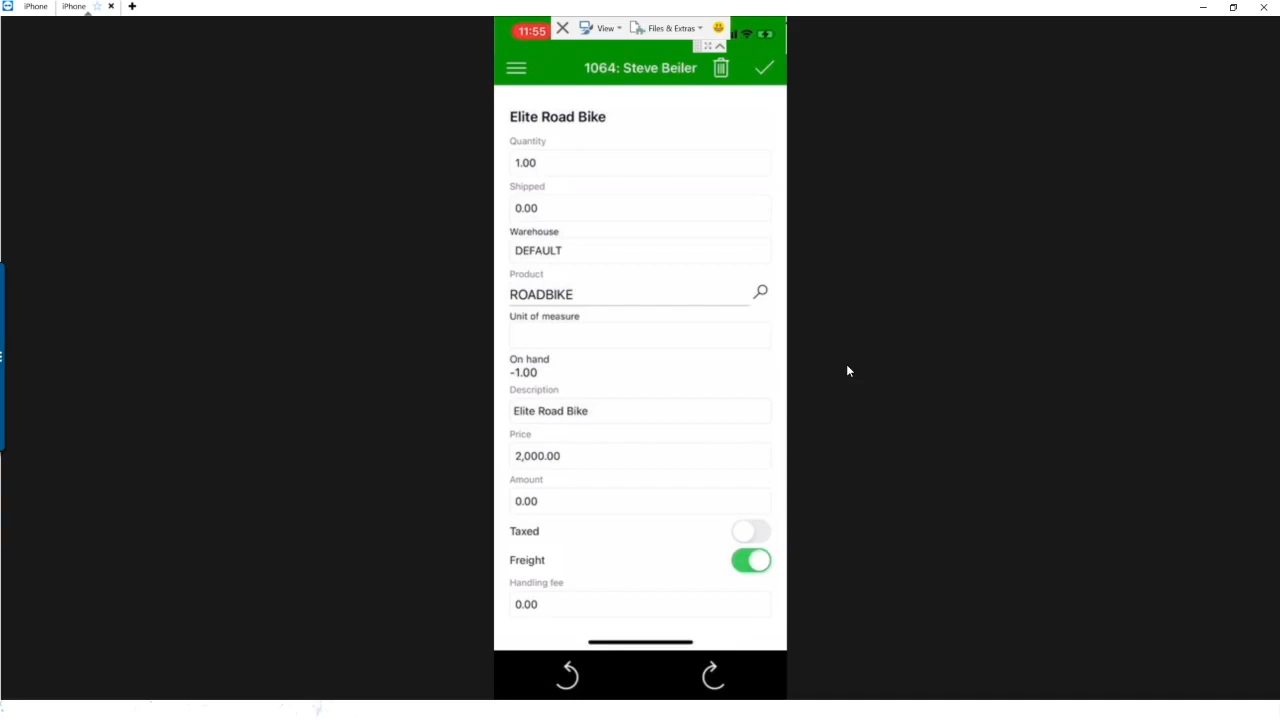 iPhone iPhone
11:55 View Files & Extras
1064: Steve Beiler
Elite Road Bike
Quantity
1.00
Shipped
0.00
Warehouse
DEFAULT
Product
ROADBIKE
Unit of measure
On hand
-1.00
Description
Elite Road Bike
Price
2,000.00
Amount
0.00
Taxed
Freight
Handling fee
0.00